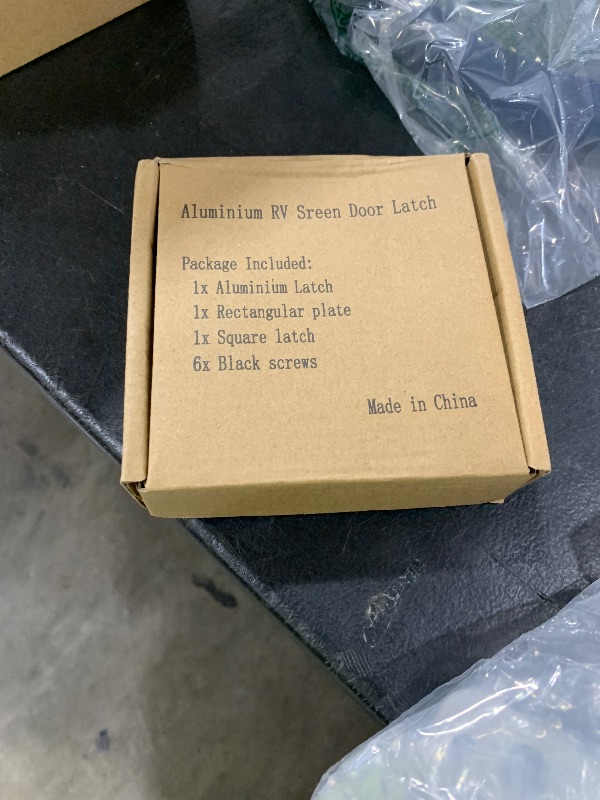 Aluminium RV Sreen Door Latch
Package Included:
1x Aluminium Latch
1x Rectangular plate
1x Square latch
6x Black screws
Made in China